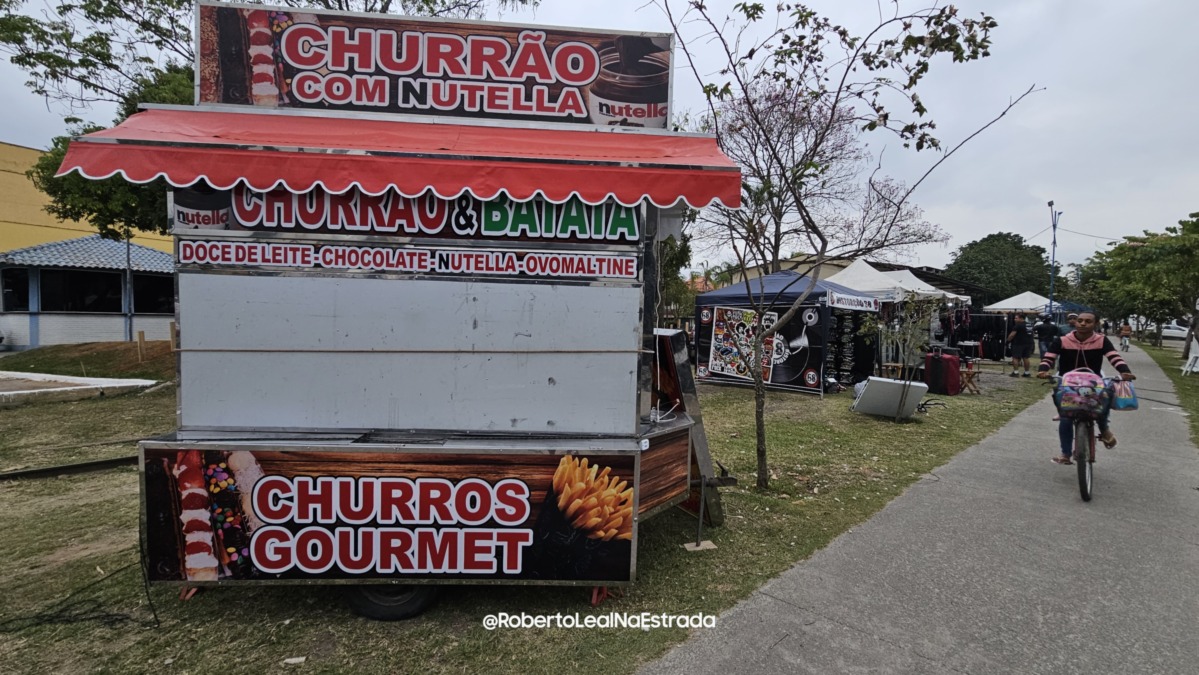 CHURRÃO
COM NUTELLA
nutella
nutella
CHURRÃO & BATATA
DOCE DE LEITE - CHOCOLATE - NUTELLA - OVOMALTINE
CHURROS
GOURMET
@RobertoLealNaEstrada